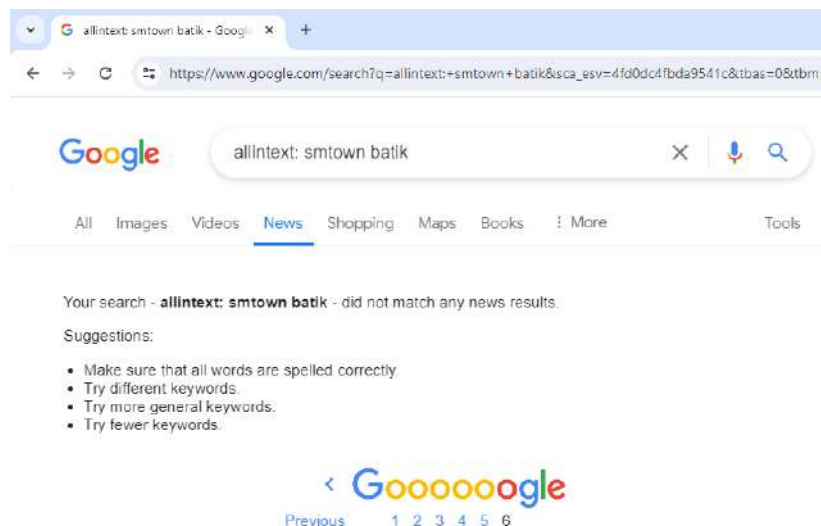 allintext: smtown batik - Googl
https://www.google.com/search?q=allintext:+smtown+batik&sca_esv=4fd0dc4fbda9541c&tbas=0&tbm
Google
allintext: smtown batik
All Images Videos News Shopping Maps Books More Tools
Your search - allintext: smtown batik - did not match any news results.
Suggestions:
• Make sure that all words are spelled correctly
• Try different keywords.
• Try more general keywords.
• Try fewer keywords.
< Goooooogle
Previous 1 2 3 4 5 6